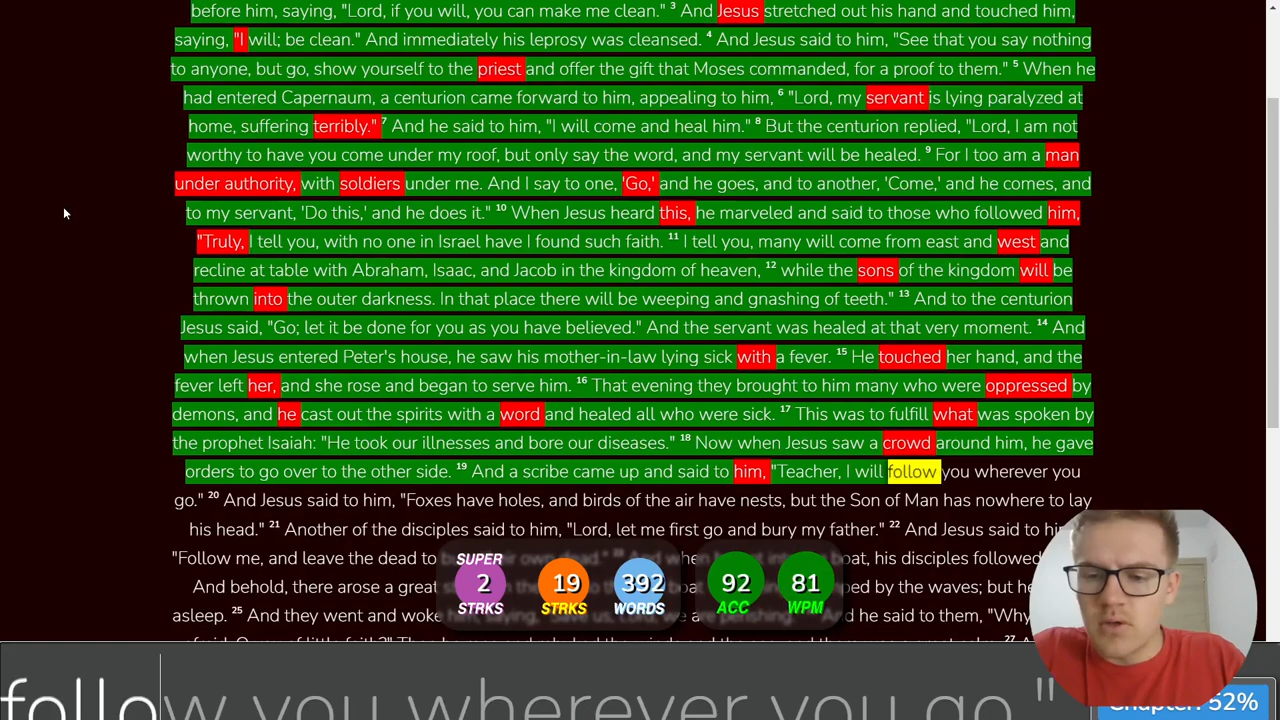 before him, saying, "Lord, if you will, you can make me clean." 3 And Jesus stretched out his hand and touched him,
saying, "I will; be clean." And immediately his leprosy was cleansed. 4 And Jesus said to him, "See that you say nothing
to anyone, but go, show yourself to the priest and offer the gift that Moses commanded, for a proof to them." 5 When he
had entered Capernaum, a centurion came forward to him, appealing to him, 6 "Lord, my servant is lying paralyzed at
home, suffering terribly." 7 And he said to him, "I will come and heal him." 8 But the centurion replied, "Lord, I am not
worthy to have you come under my roof, but only say the word, and my servant will be healed. 9 For I too am a man
under authority, with soldiers under me. And I say to one, 'Go,' and he goes, and to another, 'Come,' and he comes, and
to my servant, 'Do this,' and he does it." 10 When Jesus heard this, he marveled and said to those who followed him,
"Truly, I tell you, with no one in Israel have I found such faith. 11 I tell you, many will come from east and west and
recline at table with Abraham, Isaac, and Jacob in the kingdom of heaven, 12 while the sons of the kingdom will be
thrown into the outer darkness. In that place there will be weeping and gnashing of teeth." 13 And to the centurion
Jesus said, "Go; let it be done for you as you have believed." And the servant was healed at that very moment. 14 And
when Jesus entered Peter's house, he saw his mother-in-law lying sick with a fever. 15 He touched her hand, and the
fever left her, and she rose and began to serve him. 16 That evening they brought to him many who were oppressed by
demons, and he cast out the spirits with a word and healed all who were sick. 17 This was to fulfill what was spoken by
the prophet Isaiah: "He took our illnesses and bore our diseases." 18 Now when Jesus saw a crowd around him, he gave
orders to go over to the other side. 19 And a scribe came up and said to him, "Teacher, I will follow you wherever you
go." 20 And Jesus said to him, "Foxes have holes, and birds of the air have nests, but the Son of Man has nowhere to lay
his head." 21 Another of the disciples said to him, "Lord, let me first go and bury my father." 22 And Jesus said to
"Follow me, and leave the dead to own dead." when boat, his disciples followed
And behold, there arose a great by the waves; but he
asleep. 25 And they went and woke And he said to them, "Why
SUPER
2 19 392 92 81
STRKS STRKS WORDS ACC WPM
follow you wherever you go."
Chapter: 52%